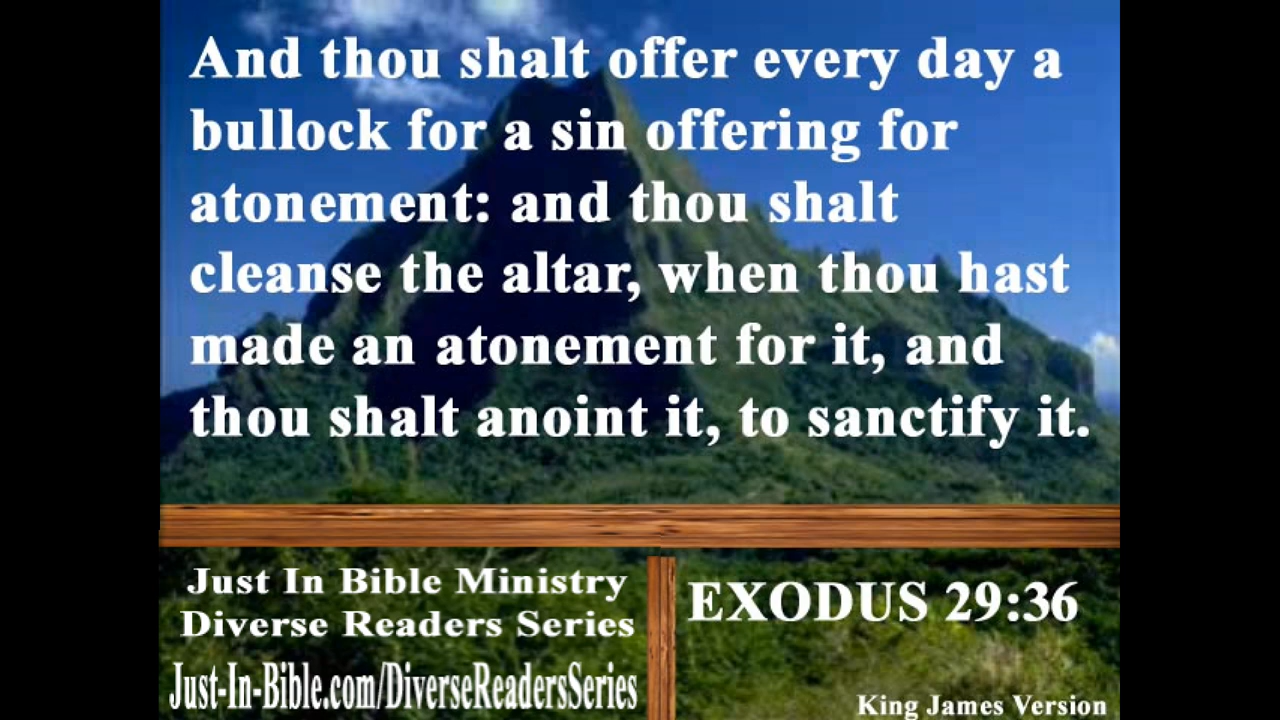 And thou shalt offer every day a
bullock for a sin offering for
atonement: and thou shalt
cleanse the altar, when thou hast
made an atonement for it, and
thou shalt anoint it, to sanctify it.
Just In Bible Ministry
Diverse Readers Series
Just-In-Bible.com/DiverseReadersSeries
EXODUS 29:36
King James Version